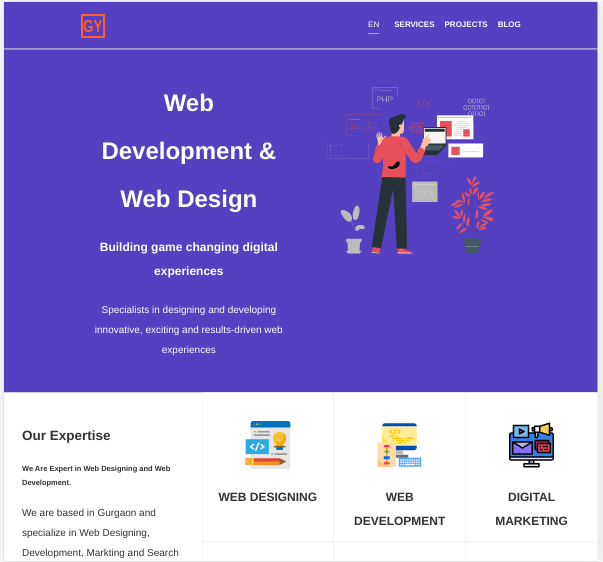 GY
EN SERVICES PROJECTS BLOG
Web
Development &
Web Design
Building game changing digital
experiences
Specialists in designing and developing
innovative, exciting and results-driven web
experiences
PHP
</>
00101
00101101
01101
Our Expertise
We Are Expert in Web Designing and Web
Development.
We are based in Gurgaon and
specialize in Web Designing,
Development, Markting and Search
</>
WEB DESIGNING
WEB
DEVELOPMENT
DIGITAL
MARKETING